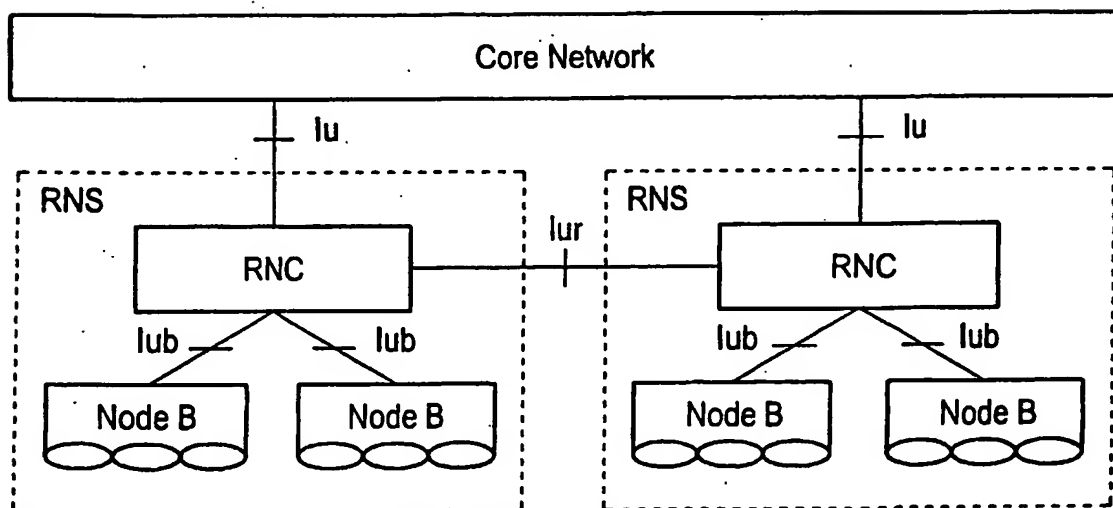 Core Network
Iu
Iu
RNS
RNS
Iur
RNC
RNC
Iub
Iub
Iub
Iub
Node B
Node B
Node B
Node B